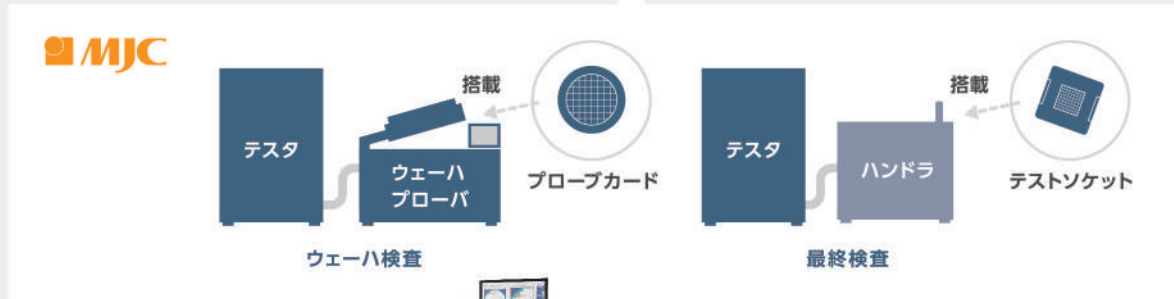 MJC
搭載
テスタ
ウェーハ
プローバ
プローブカード
ウェーハ検査
搭載
テスタ
ハンドラ
テストソケット
最終検査